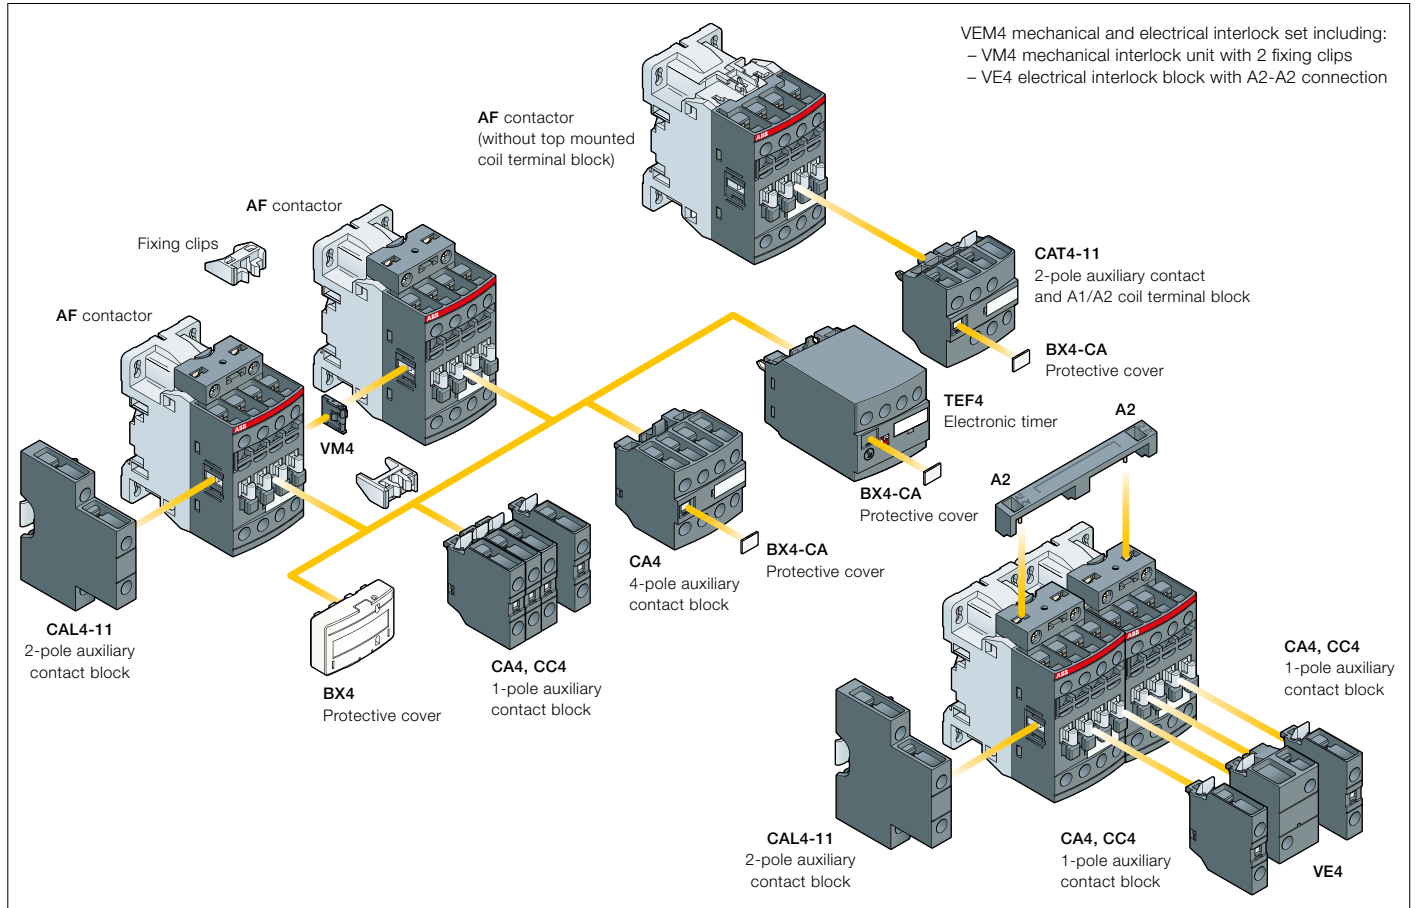 VEM4 mechanical and electrical interlock set including:
– VM4 mechanical interlock unit with 2 fixing clips
– VE4 electrical interlock block with A2-A2 connection
AF contactor
(without top mounted
coil terminal block)
AF contactor
Fixing clips
AF contactor
CAT4-11
2-pole auxiliary contact
and A1/A2 coil terminal block
BX4-CA
Protective cover
TEF4
Electronic timer
A2
A2
VM4
BX4-CA
Protective cover
BX4-CA
Protective cover
CA4
4-pole auxiliary
contact block
CAL4-11
2-pole auxiliary
contact block
BX4
Protective cover
CA4, CC4
1-pole auxiliary
contact block
CA4, CC4
1-pole auxiliary
contact block
CAL4-11
2-pole auxiliary
contact block
CA4, CC4
1-pole auxiliary
contact block
VE4
ABB
ABB
ABB
ABB
ABB